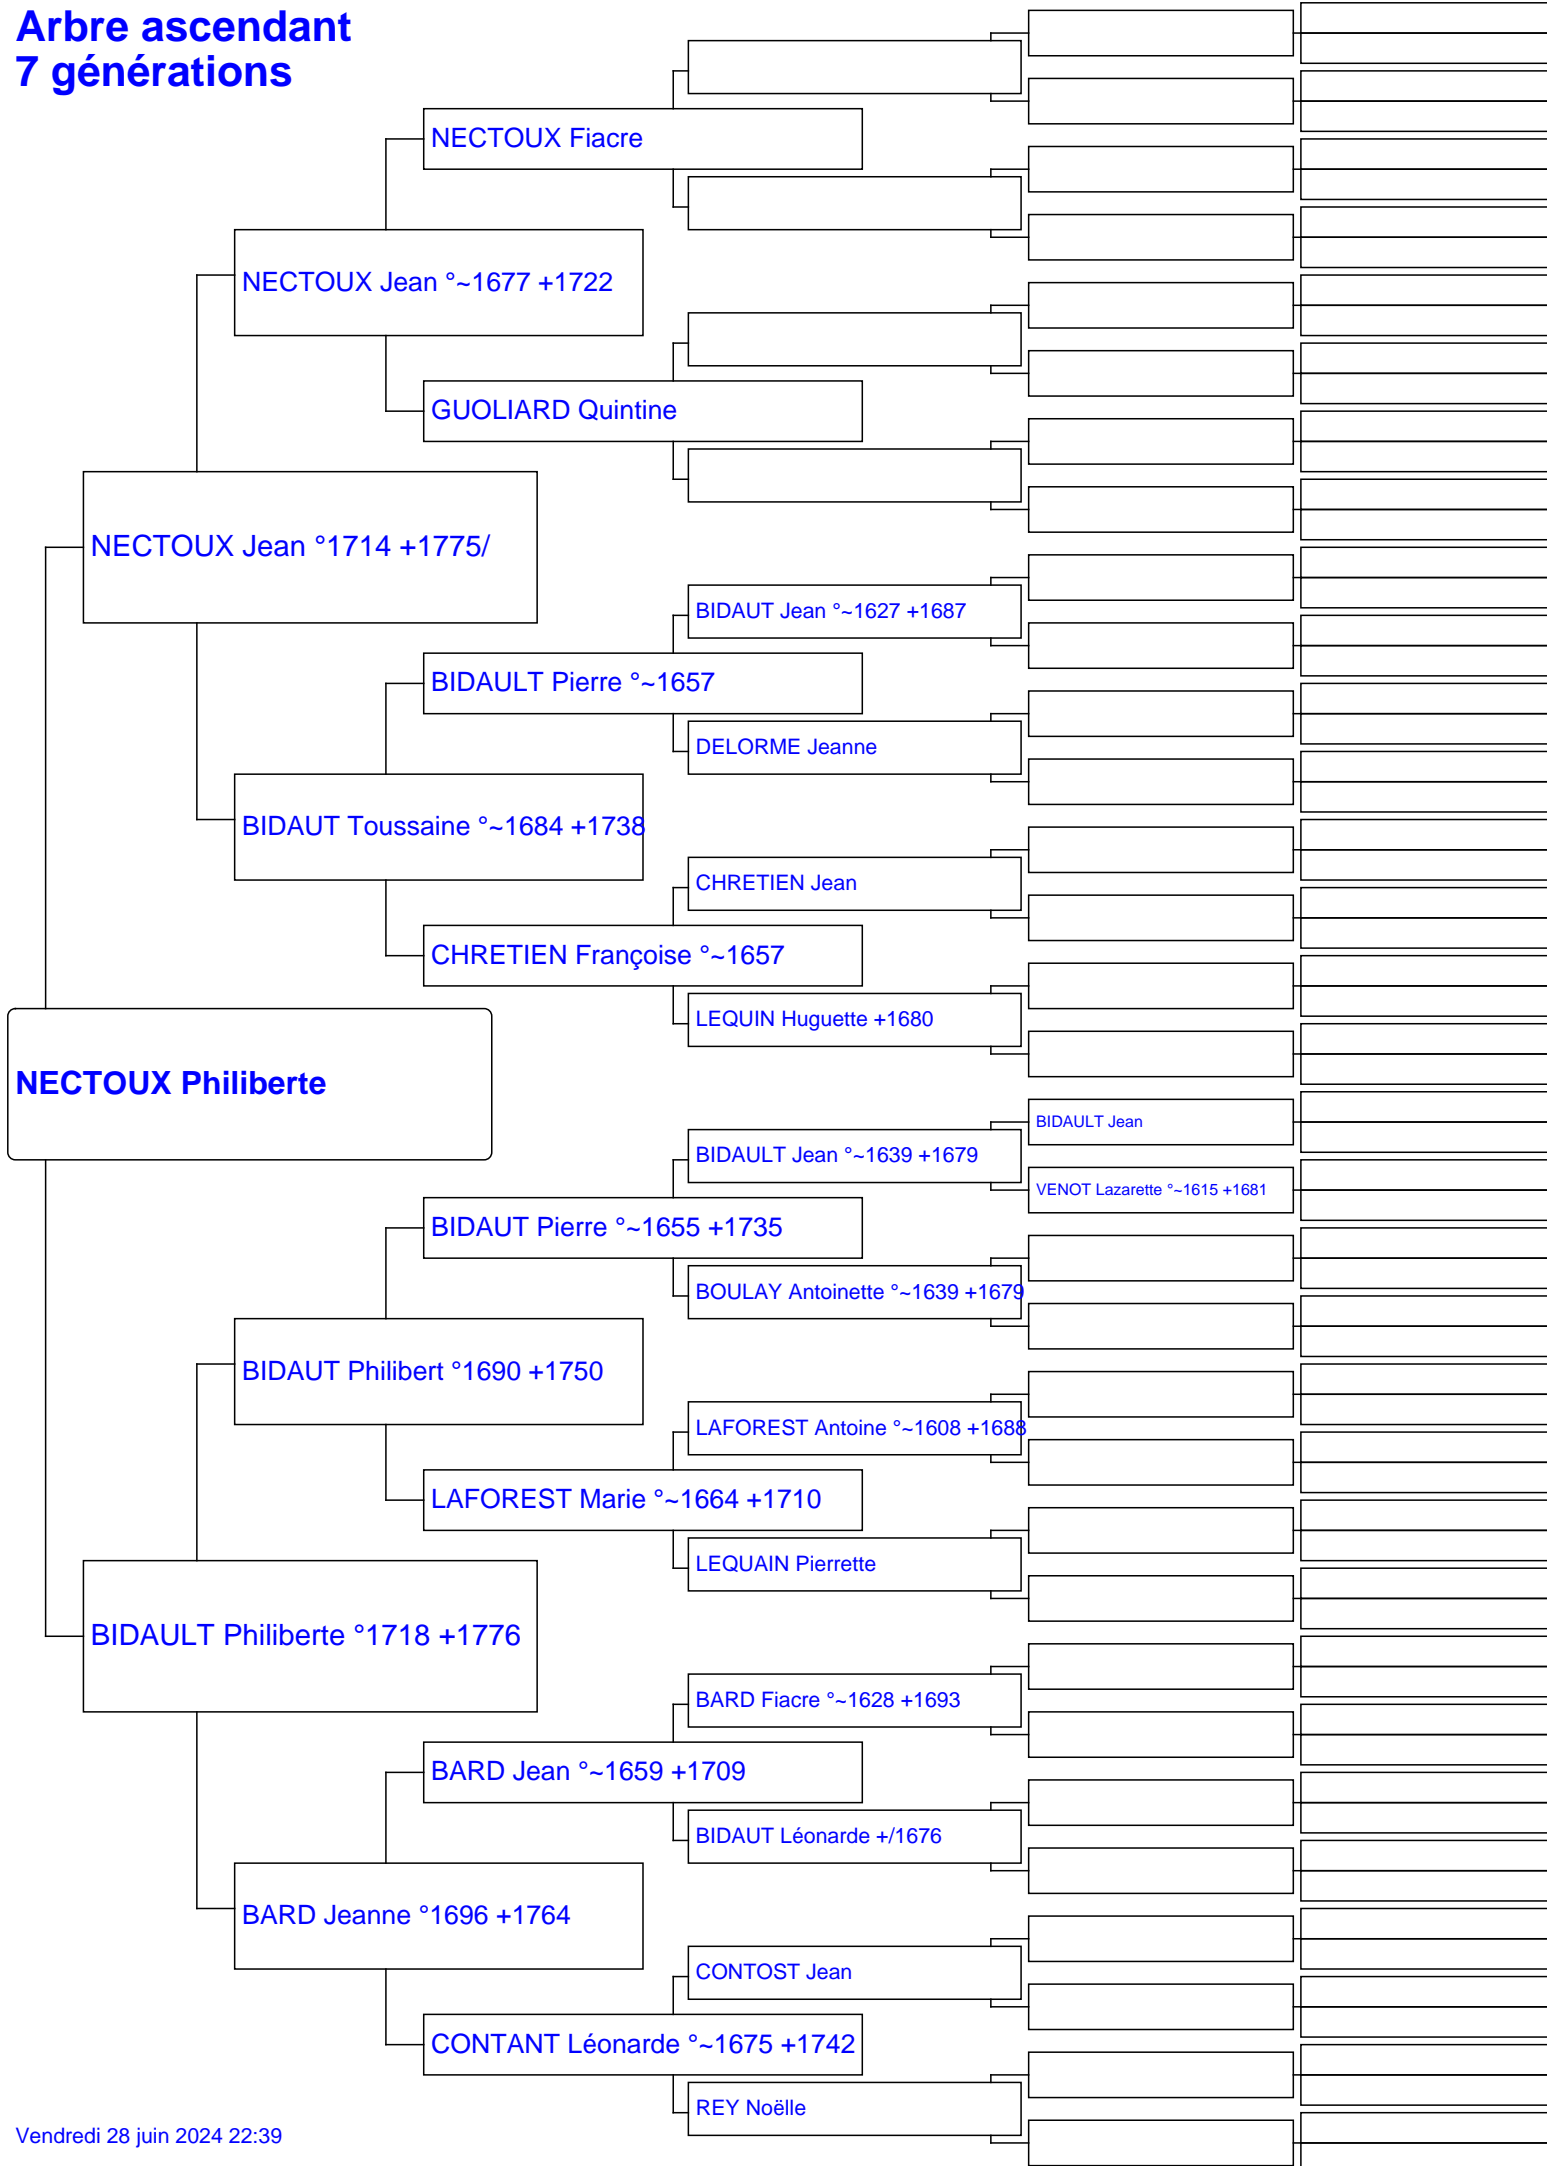 Arbre ascendant
7 générations
NECTOUX Fiacre
NECTOUX Jean °~1677 +1722
GUOLIARD Quintine
NECTOUX Jean °1714 +1775/
BIDAUT Jean °~1627 +1687
BIDAULT Pierre °~1657
DELORME Jeanne
BIDAUT Toussaine °~1684 +1738
CHRETIEN Jean
CHRETIEN Françoise °~1657
LEQUIN Huguette +1680
NECTOUX Philiberte
BIDAULT Jean
BIDAULT Jean °~1639 +1679
VENOT Lazarette °~1615 +1681
BIDAUT Pierre °~1655 +1735
BOULAY Antoinette °~1639 +1679
BIDAUT Philibert °1690 +1750
LAFOREST Antoine °~1608 +1688
LAFOREST Marie °~1664 +1710
LEQUAIN Pierrette
BIDAULT Philiberte °1718 +1776
BARD Fiacre °~1628 +1693
BARD Jean °~1659 +1709
BIDAUT Léonarde +/1676
BARD Jeanne °1696 +1764
CONTOST Jean
CONTANT Léonarde °~1675 +1742
REY Noëlle
Vendredi 28 juin 2024 22:39